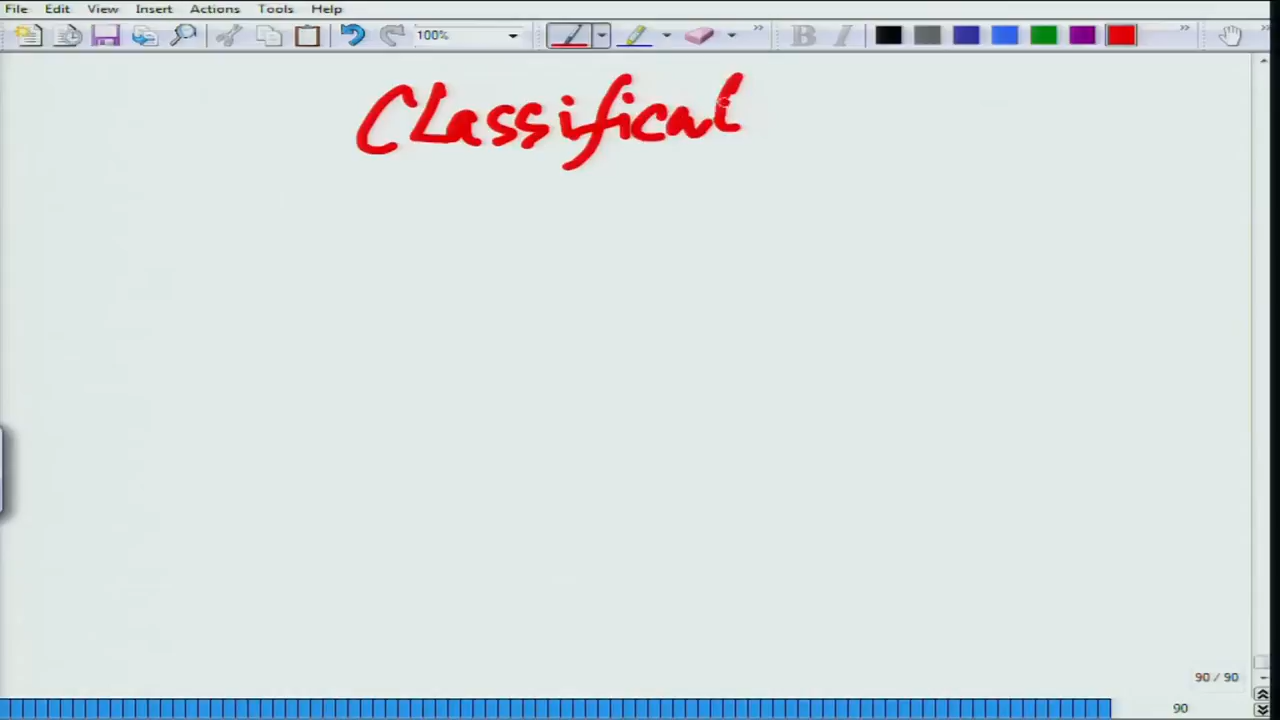 File Edit View Insert Actions Tools Help
100% B I
Classifical
90 / 90
90